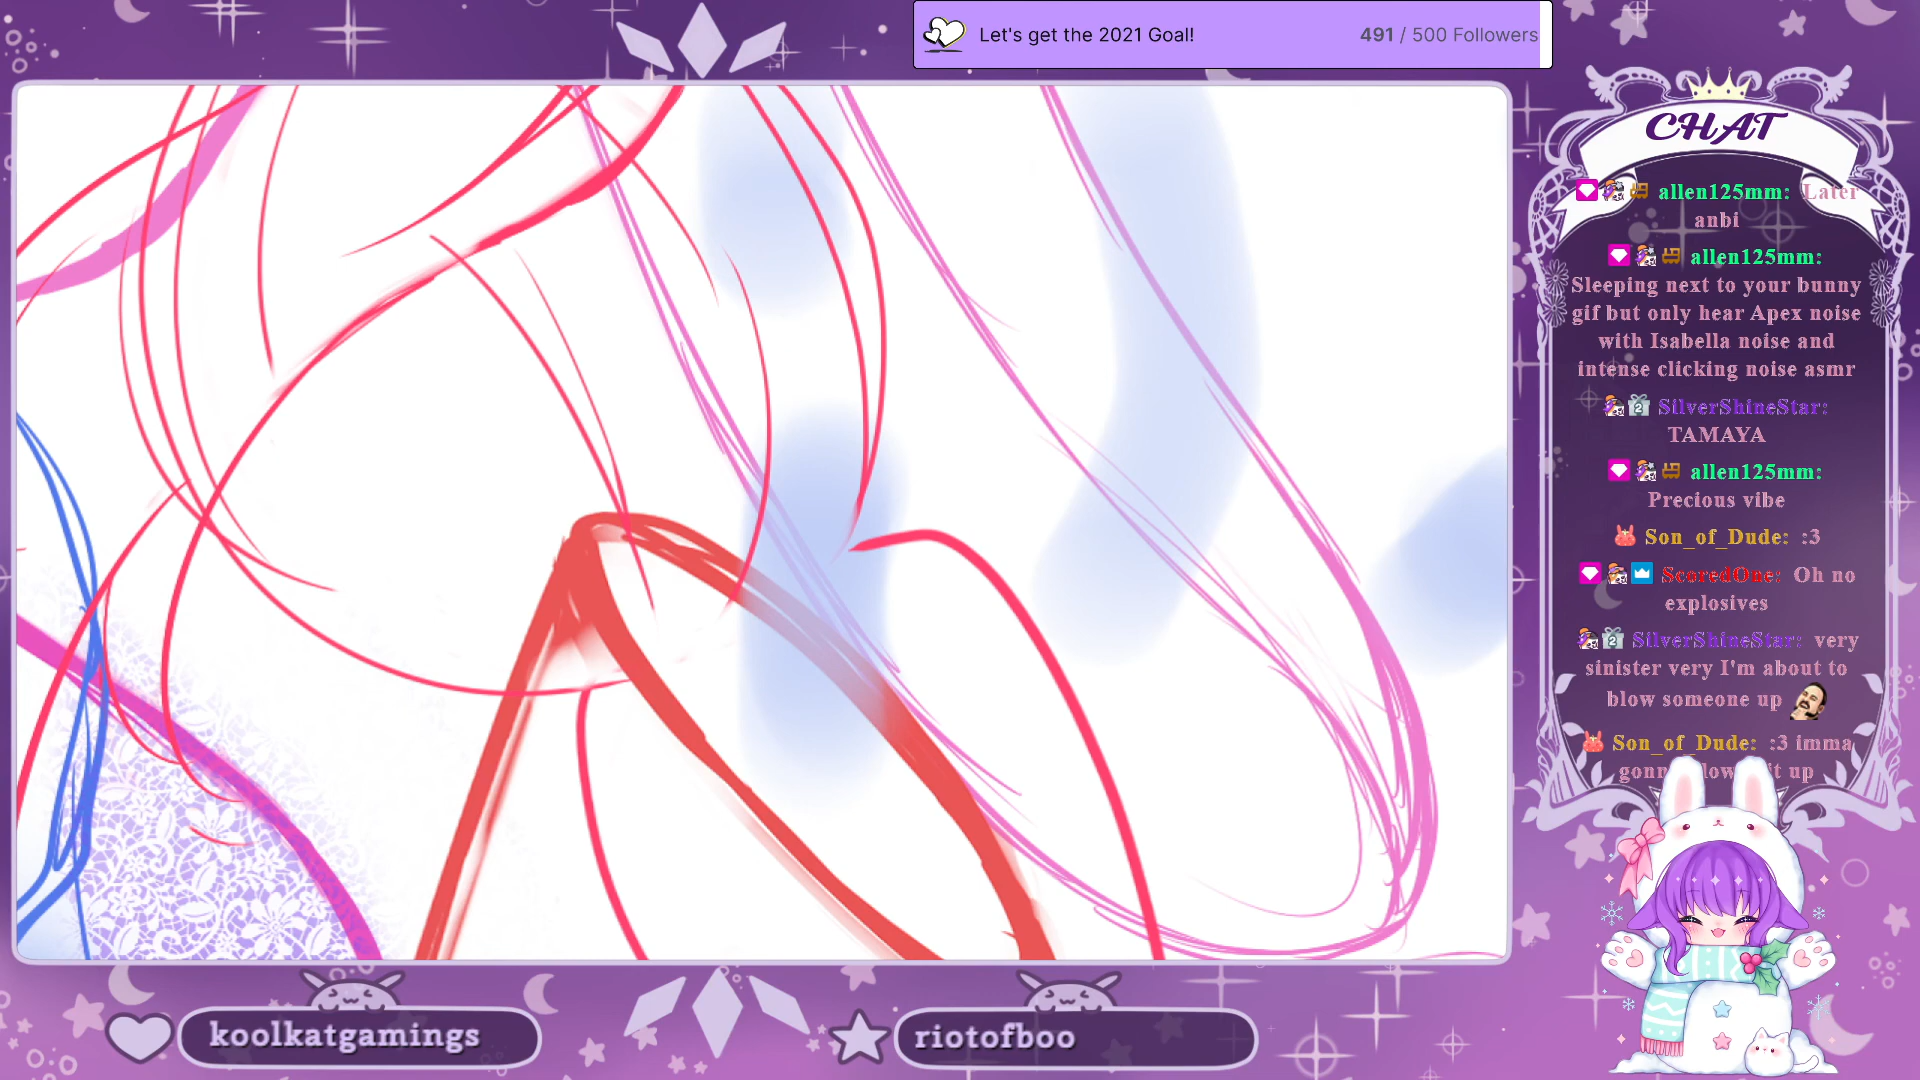 Let's get the 2021 Goal!
491 / 500 Followers
CHAT
allen125mm: Later
anbi
allen125mm:
Sleeping next to your bunny
gif but only hear Apex noise
with Isabella noise and
intense clicking noise asmr
SilverShineStar:
TAMAYA
allen125mm:
Precious vibe
Son_of_Dude: :3
ScoredOne: Oh no
explosives
SilverShineStar: very
sinister very I'm about to
blow someone up
Son_of_Dude: :3 imma
up
koolkatgamings
riotofboo